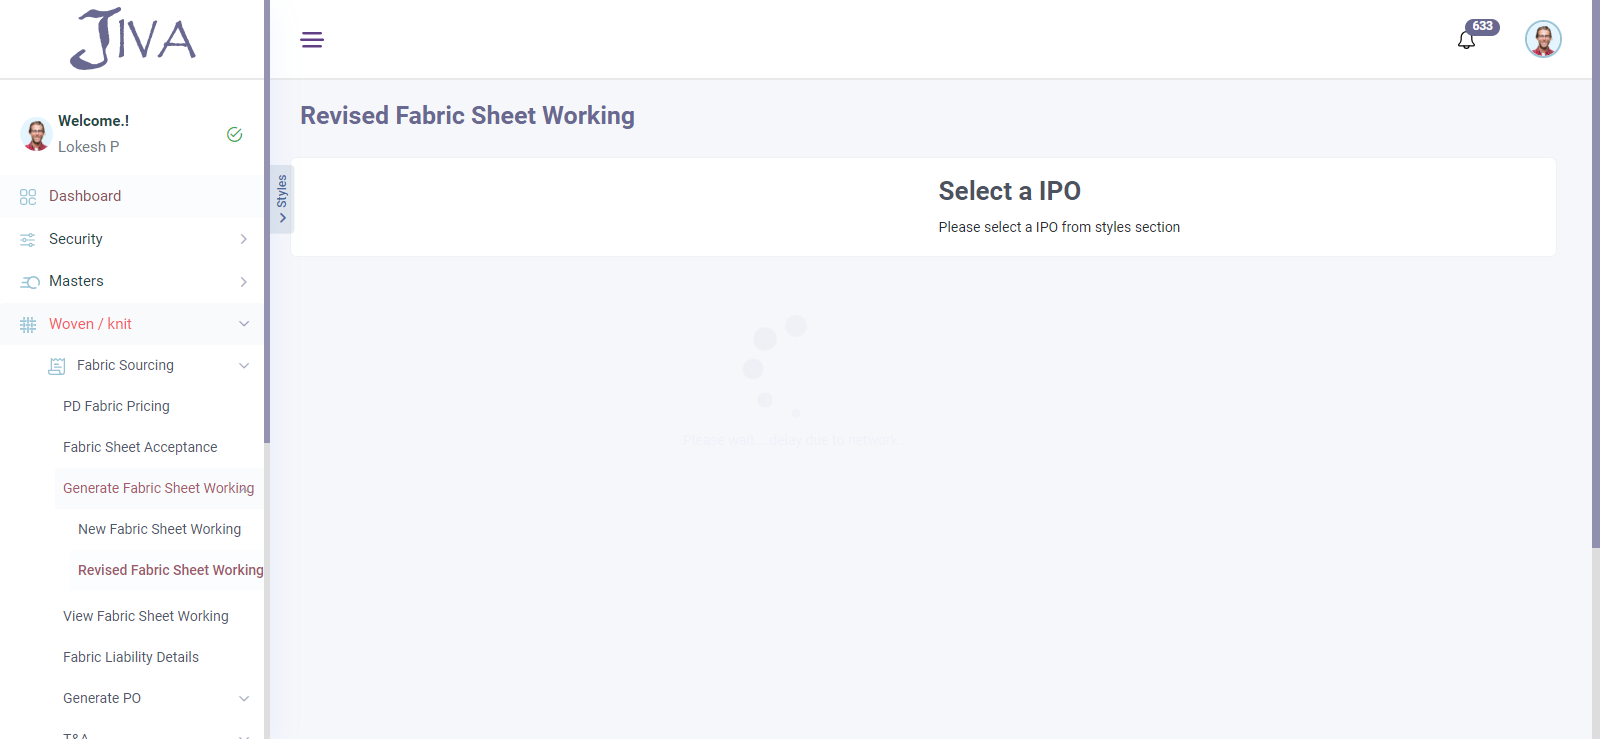 JIVA
633
Welcome.!
Lokesh P
Dashboard
Security
Masters
Woven / knit
Fabric Sourcing
PD Fabric Pricing
Fabric Sheet Acceptance
Generate Fabric Sheet Working
New Fabric Sheet Working
Revised Fabric Sheet Working
View Fabric Sheet Working
Fabric Liability Details
Generate PO
T&A
Styles
Revised Fabric Sheet Working
Select a IPO
Please select a IPO from styles section
Please wait... delay due to network..